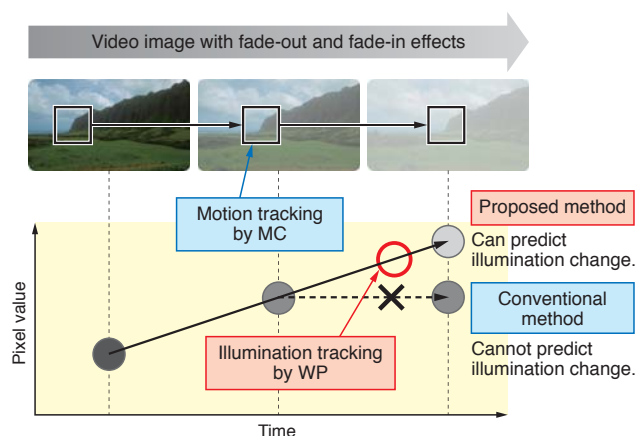 Video image with fade-out and fade-in effects
Motion tracking
by MC
Proposed method
Can predict
illumination change.
Conventional
method
Cannot predict
illumination change.
Illumination tracking
by WP
Pixel value
Time